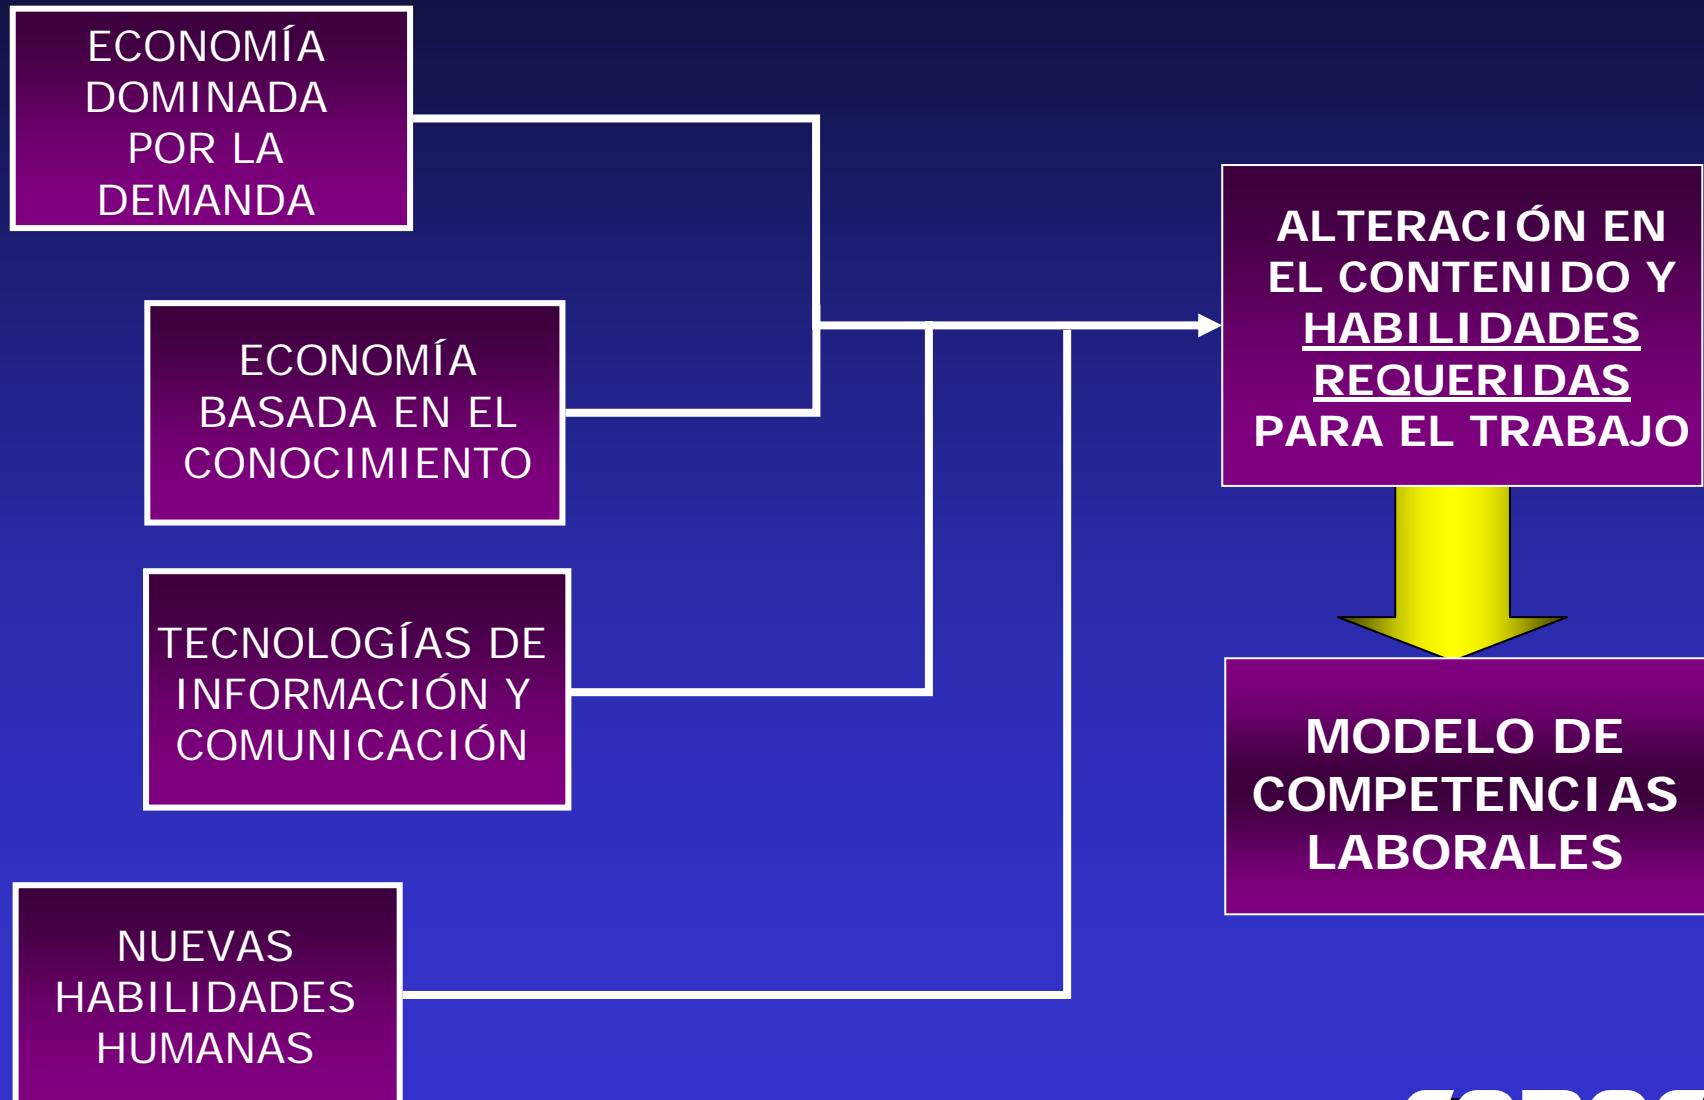 ECONOMÍA
DOMINADA
POR LA
DEMANDA
ECONOMÍA
BASADA EN EL
CONOCIMIENTO
TECNOLOGÍAS DE
INFORMACIÓN Y
COMUNICACIÓN
NUEVAS
HABILIDADES
HUMANAS
ALTERACIÓN EN
EL CONTENIDO Y
HABILIDADES
REQUERIDAS
PARA EL TRABAJO
MODELO DE
COMPETENCIAS
LABORALES